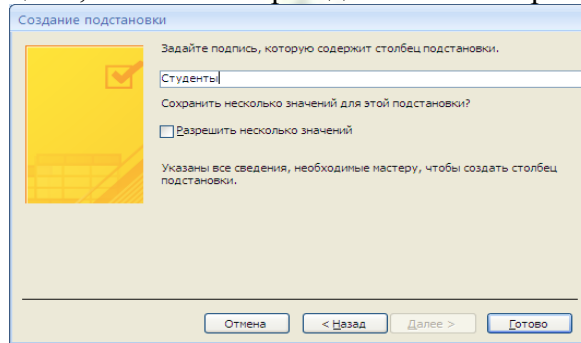 Создание подстановки
Задайте подпись, которую содержит столбец подстановки.
Студенты
Сохранить несколько значений для этой подстановки?
Разрешить несколько значений
Указаны все сведения, необходимые мастеру, чтобы создать столбец
подстановки.
Отмена < Назад Далее > Готово